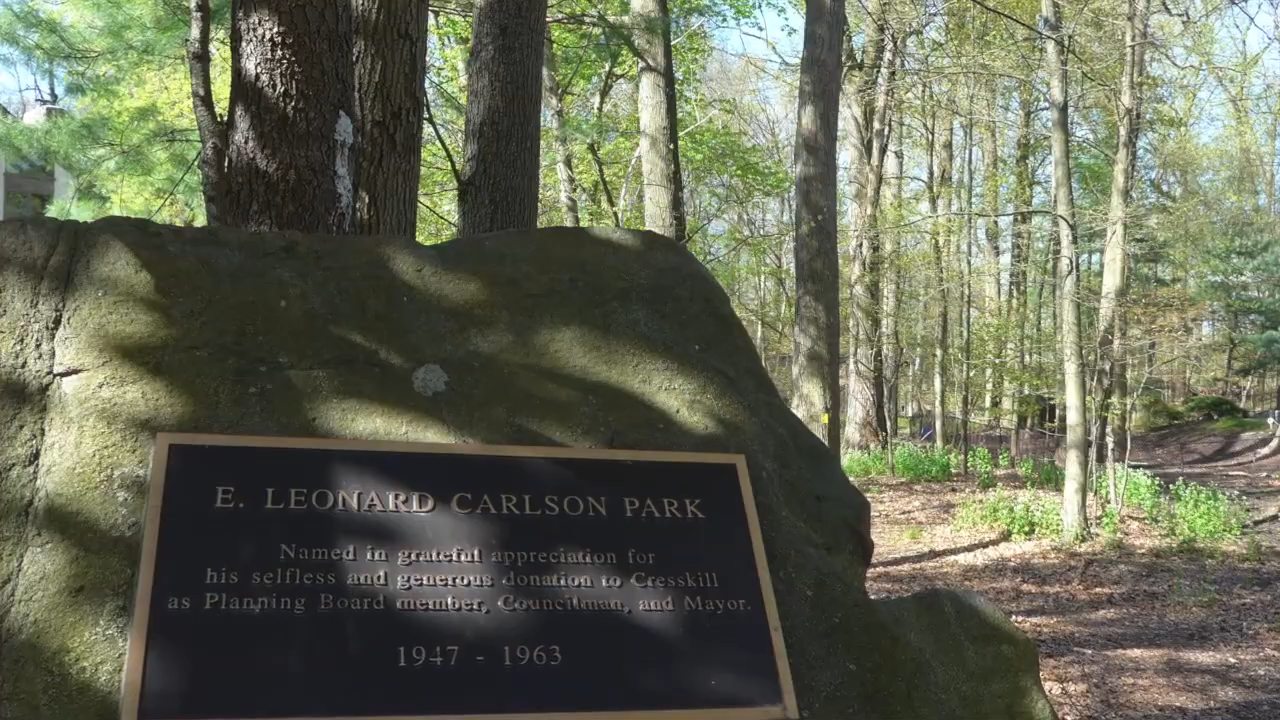 E. LEONARD CARLSON PARK
Named in grateful appreciation for
his selfless and generous donation to Cresskill
as Planning Board member, Councilman, and Mayor.
1947 - 1963